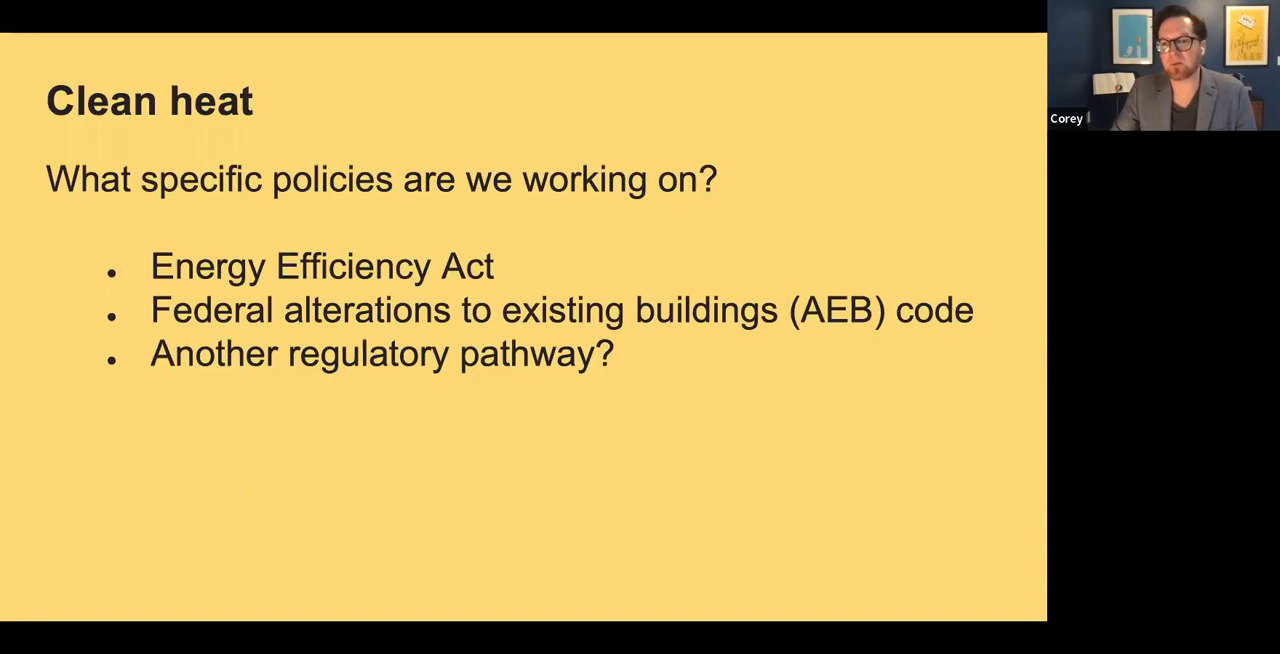 Clean heat
What specific policies are we working on?
• Energy Efficiency Act
• Federal alterations to existing buildings (AEB) code
• Another regulatory pathway?
Corey